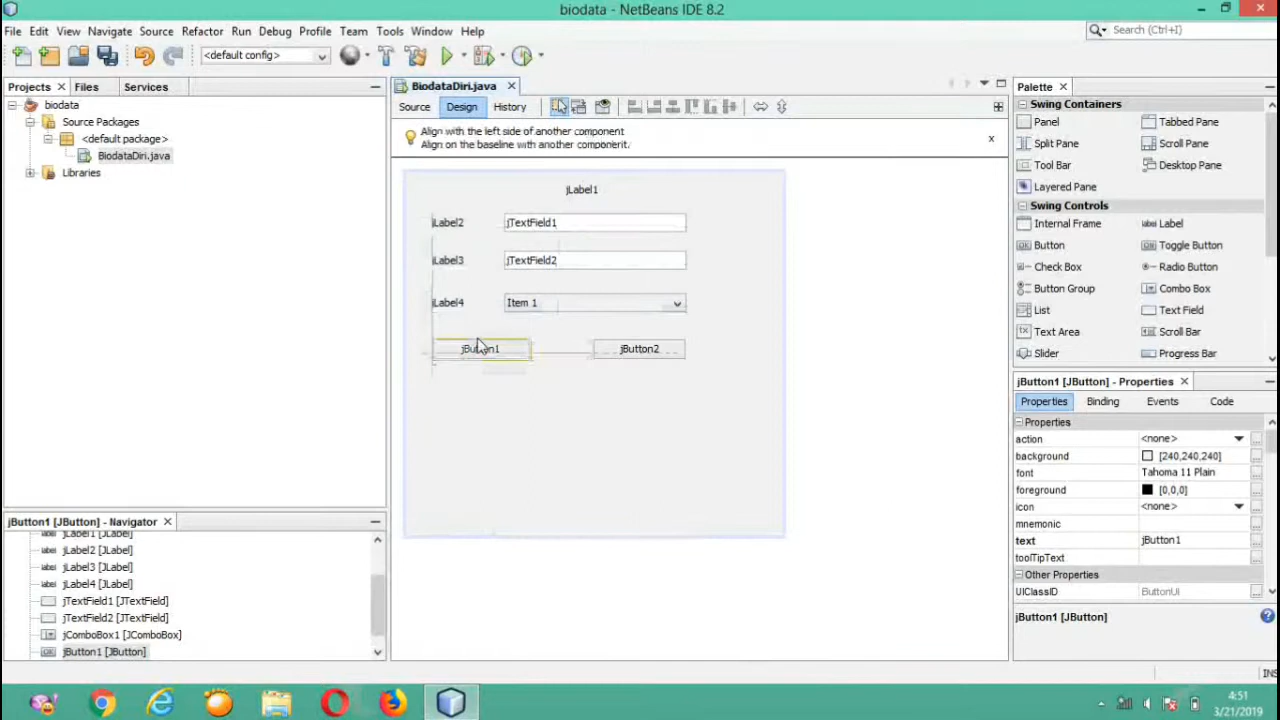 biodata - NetBeans IDE 8.2
File Edit View Navigate Source Refactor Run Debug Profile Team Tools Window Help
Search (Ctrl+I)
<default config>
Projects Files Services
biodata
Source Packages
<default package>
BiodataDiri.java
Libraries
BiodataDiri.java
Source Design History
Align with the left side of another component
Align on the baseline with another component.
x
jLabel1
jLabel2 jTextField1
jLabel3 jTextField2
jLabel4 Item 1
jButton1 jButton2
Palette
Swing Containers
Panel Tabbed Pane
Split Pane Scroll Pane
Tool Bar Desktop Pane
Layered Pane
Swing Controls
Internal Frame Label
Button Toggle Button
Check Box Radio Button
Button Group Combo Box
List Text Field
Text Area Scroll Bar
Slider Progress Bar
jButton1 [JButton] - Properties
Properties Binding Events Code
Properties
action <none>
background [240,240,240]
font Tahoma 11 Plain
foreground [0,0,0]
icon <none>
mnemonic
text jButton1
toolTipText
Other Properties
UIClassID ButtonUI
jButton1 [JButton]
jButton1 [JButton] - Navigator
jLabel1 [JLabel]
jLabel2 [JLabel]
jLabel3 [JLabel]
jLabel4 [JLabel]
jTextField1 [JTextField]
jTextField2 [JTextField]
jComboBox1 [JComboBox]
jButton1 [JButton]
INS
4:51
3/21/2019